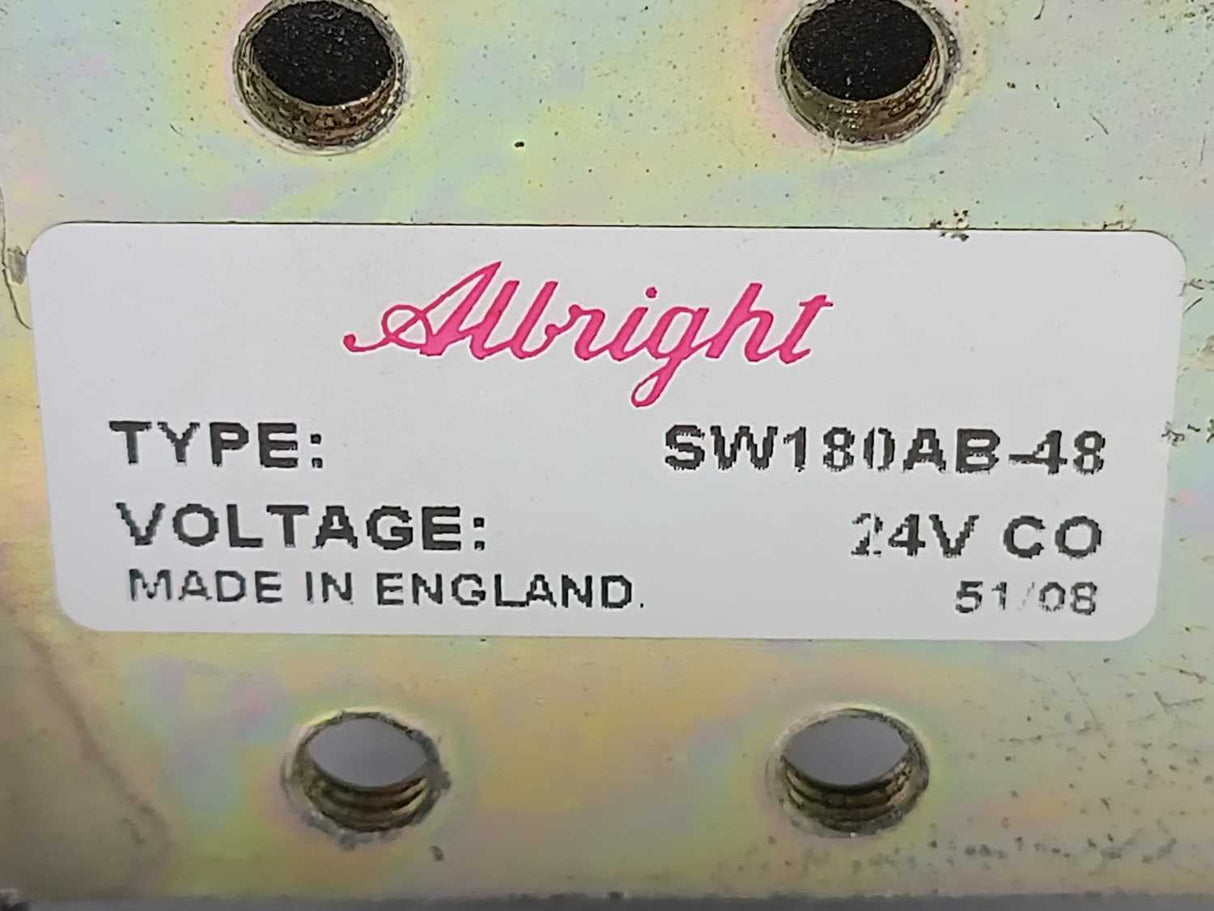 Albright
TYPE: SW180AB-48
VOLTAGE: 24V CO
MADE IN ENGLAND. 51/08